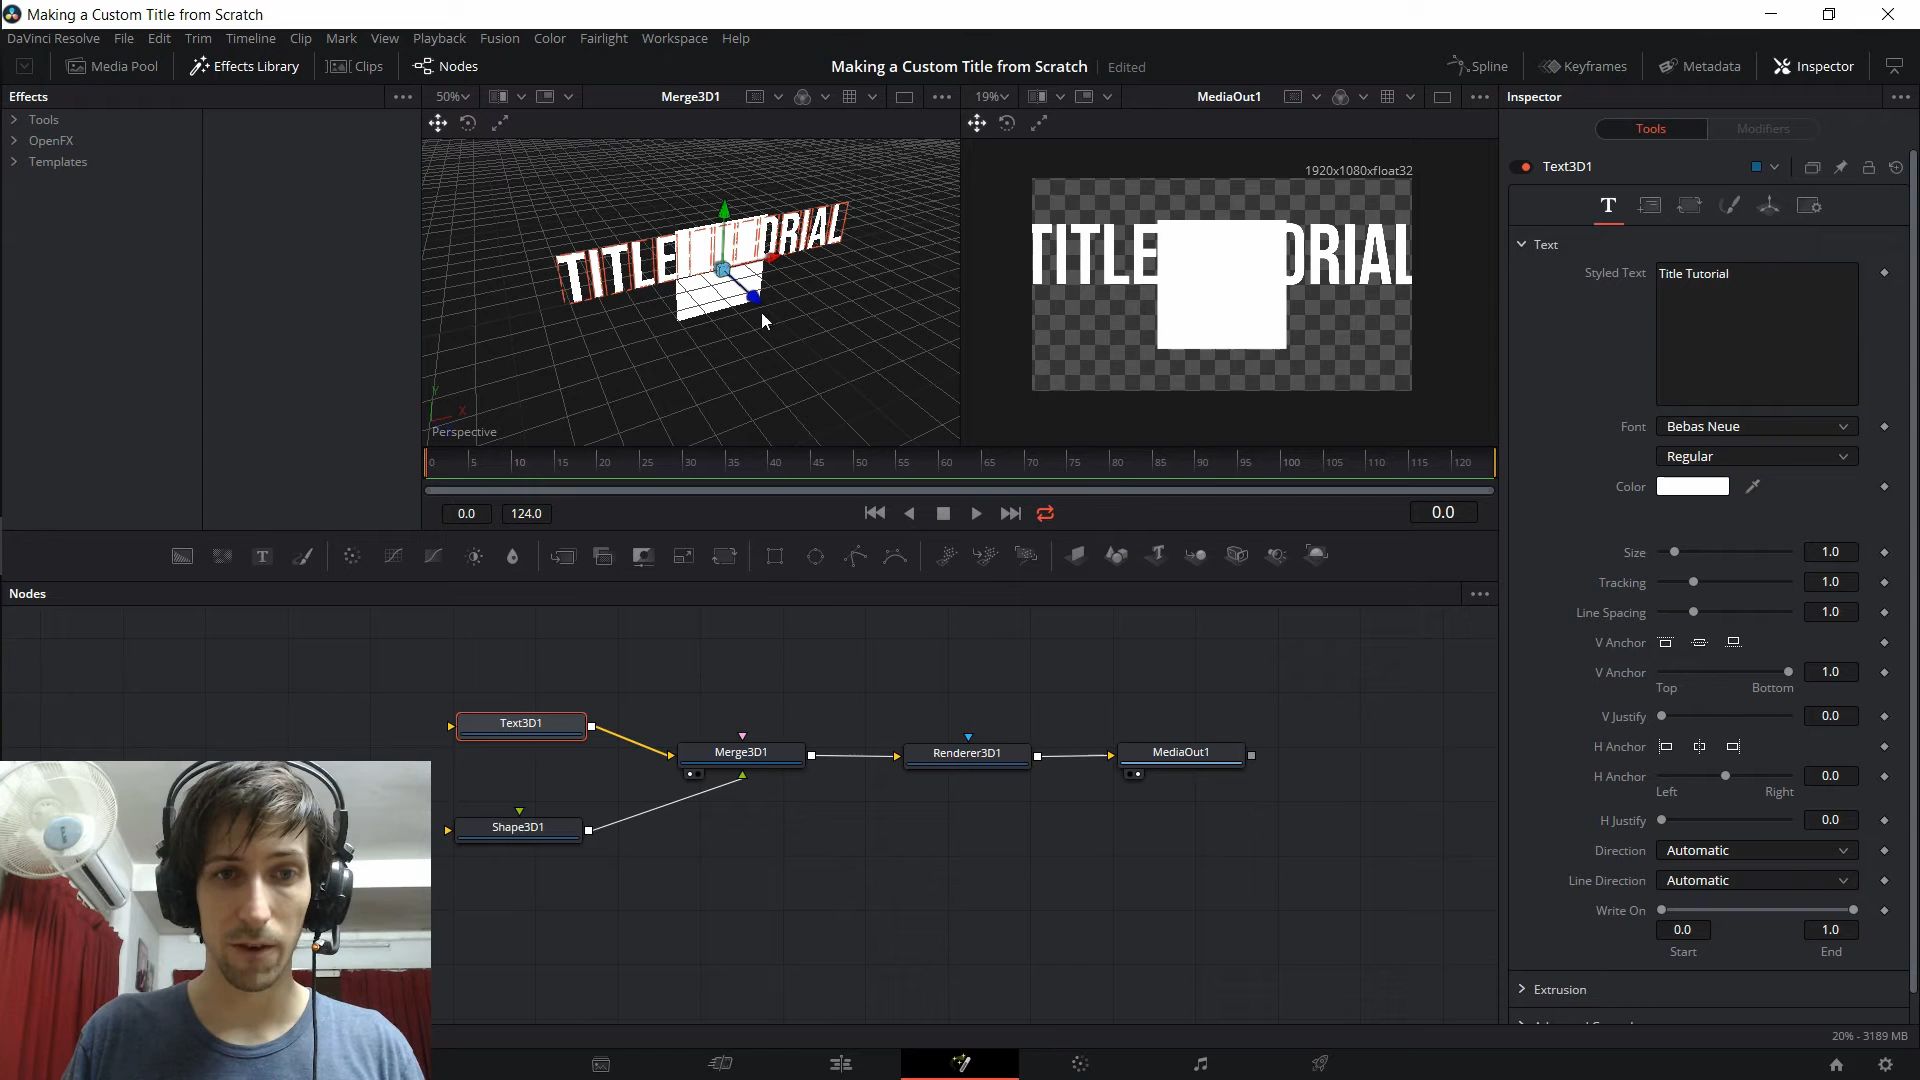 Making a Custom Title from Scratch
DaVinci Resolve File Edit Trim Timeline Clip Mark View Playback Fusion Color Fairlight Workspace Help
Media Pool Effects Library Clips Nodes Making a Custom Title from Scratch Edited Spline Keyframes Metadata Inspector
Effects 50% Merge3D1 19% MediaOut1 Inspector
Tools
OpenFX
Templates
Tools Modifiers
Text3D1
1920x1080xfloat32
TITLE TUTORIAL
TITLE ORIAL
Y
X
Perspective
Text
Styled Text Title Tutorial
Font Bebas Neue
Regular
Color
Size 1.0
Tracking 1.0
Line Spacing 1.0
V Anchor
V Anchor 1.0
Top Bottom
V Justify 0.0
H Anchor
H Anchor 0.0
Left Right
H Justify 0.0
Direction Automatic
Line Direction Automatic
Write On
0.0 1.0
Start End
Extrusion
0 5 10 15 20 25 30 35 40 45 50 55 60 65 70 75 80 85 90 95 100 105 110 115 120
0.0 124.0 0.0
Nodes
Text3D1
Merge3D1
Renderer3D1
MediaOut1
Shape3D1
20% - 3189 MB